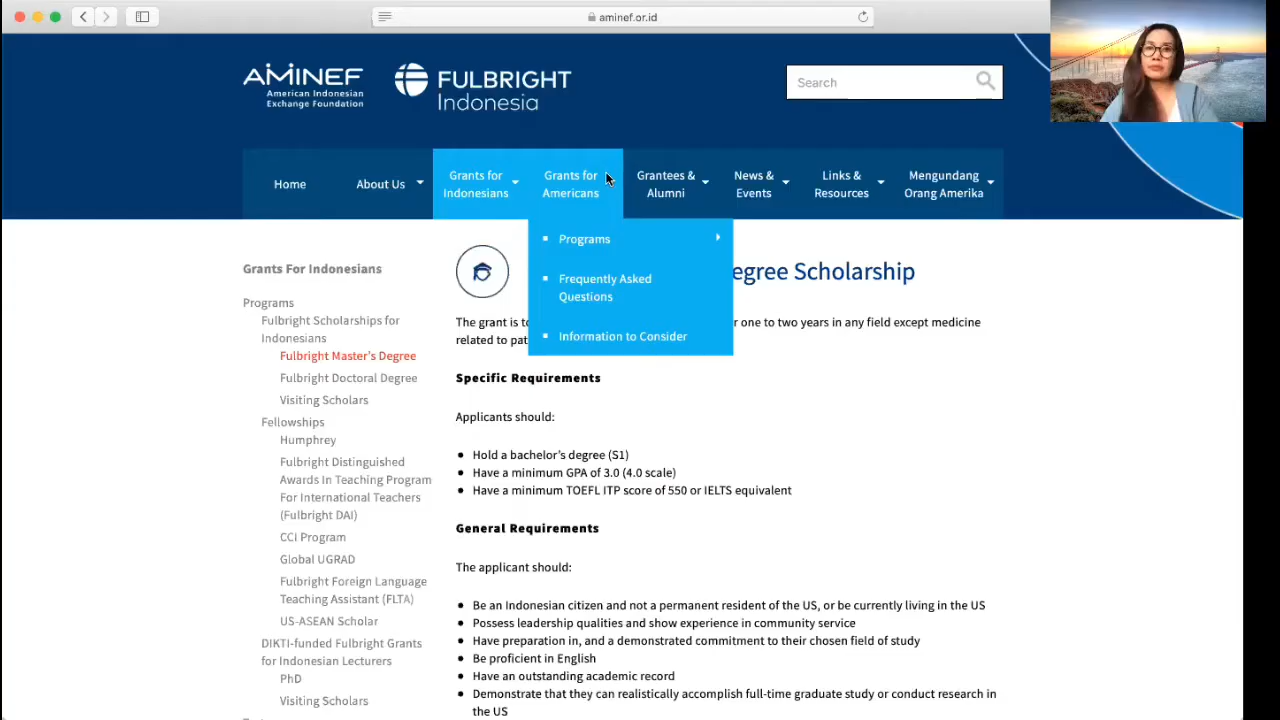 aminef.or.id
AMINEF
American Indonesian
Exchange Foundation
FULBRIGHT
Indonesia
Search
Home
About Us
Grants for
Indonesians
Grants for
Americans
Grantees &
Alumni
News &
Events
Links &
Resources
Mengundang
Orang Amerika
Programs
Frequently Asked
Questions
Information to Consider
Grants For Indonesians
Programs
Fulbright Scholarships for
Indonesians
Fulbright Master's Degree
Fulbright Doctoral Degree
Visiting Scholars
Fellowships
Humphrey
Fulbright Distinguished
Awards In Teaching Program
For International Teachers
(Fulbright DAI)
CCi Program
Global UGRAD
Fulbright Foreign Language
Teaching Assistant (FLTA)
US-ASEAN Scholar
DIKTI-funded Fulbright Grants
for Indonesian Lecturers
PhD
Visiting Scholars
egree Scholarship
The grant is to r one to two years in any field except medicine
related to pat
Specific Requirements
Applicants should:
Hold a bachelor's degree (S1)
Have a minimum GPA of 3.0 (4.0 scale)
Have a minimum TOEFL ITP score of 550 or IELTS equivalent
General Requirements
The applicant should:
Be an Indonesian citizen and not a permanent resident of the US, or be currently living in the US
Possess leadership qualities and show experience in community service
Have preparation in, and a demonstrated commitment to their chosen field of study
Be proficient in English
Have an outstanding academic record
Demonstrate that they can realistically accomplish full-time graduate study or conduct research in
the US